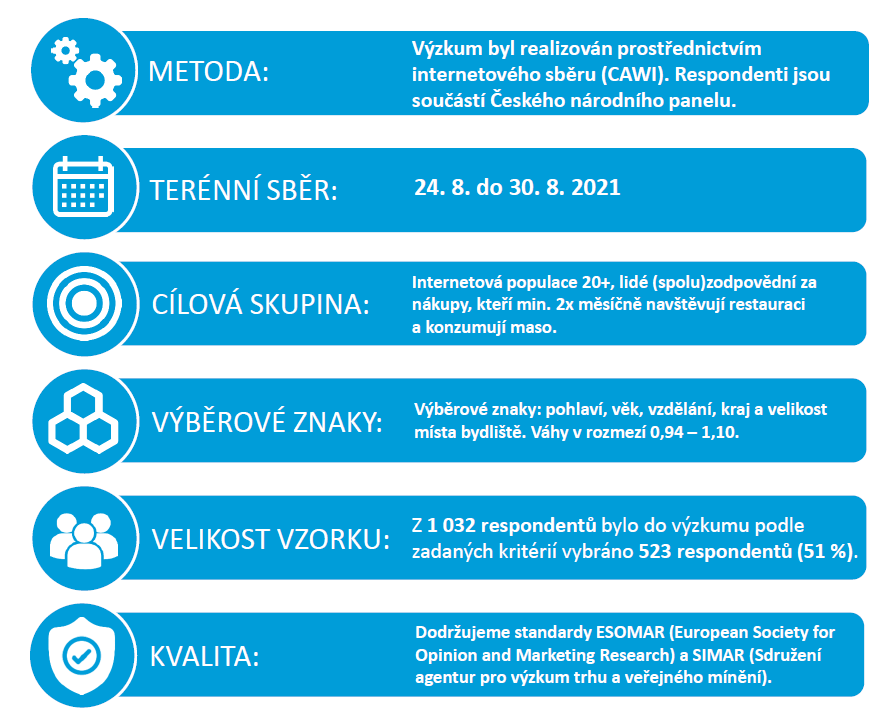 METODA:
Výzkum byl realizován prostřednictvím
internetového sběru (CAWI). Respondenti jsou
součástí Českého národního panelu.
TERÉNNÍ SBĚR:
24. 8. do 30. 8. 2021
CÍLOVÁ SKUPINA:
Internetová populace 20+, lidé (spolu)zodpovědní za
nákupy, kteří min. 2x měsíčně navštěvují restauraci
a konzumují maso.
VÝBĚROVÉ ZNAKY:
Výběrové znaky: pohlaví, věk, vzdělání, kraj a velikost
místa bydliště. Váhy v rozmezí 0,94 – 1,10.
VELIKOST VZORKU:
Z 1 032 respondentů bylo do výzkumu podle
zadaných kritérií vybráno 523 respondentů (51 %).
KVALITA:
Dodržujeme standardy ESOMAR (European Society for
Opinion and Marketing Research) a SIMAR (Sdružení
agentur pro výzkum trhu a veřejného mínění).